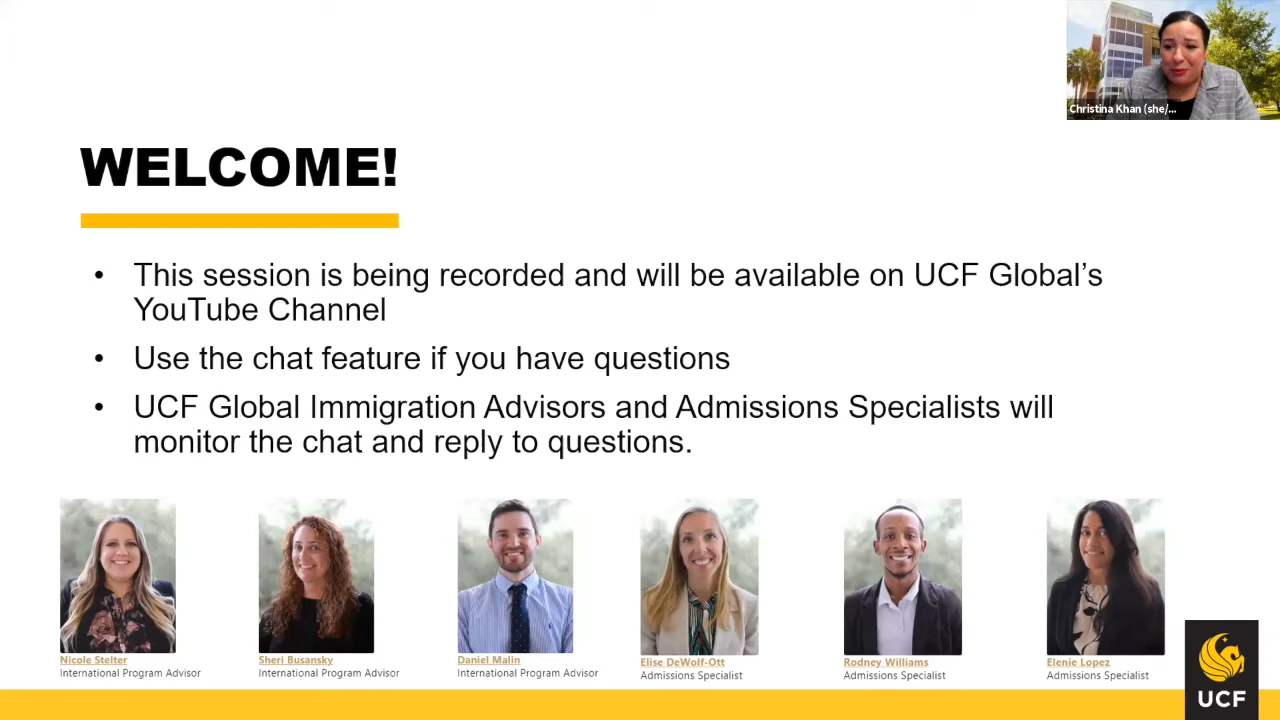 Christina Khan (she/...
WELCOME!
• This session is being recorded and will be available on UCF Global's
YouTube Channel
• Use the chat feature if you have questions
• UCF Global Immigration Advisors and Admissions Specialists will
monitor the chat and reply to questions.
Nicole Stelter
International Program Advisor
Sheri Busansky
International Program Advisor
Daniel Malin
International Program Advisor
Elise DeWolf-Ott
Admissions Specialist
Rodney Williams
Admissions Specialist
Elenie Lopez
Admissions Specialist
UCF